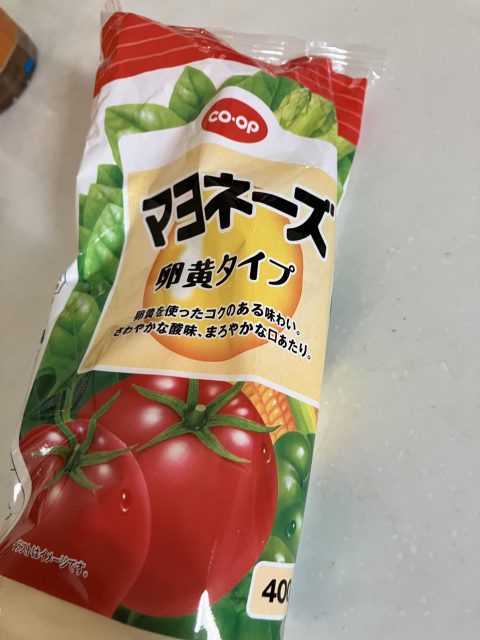 CO·OP
マヨネーズ
卵黄タイプ
卵黄を使ったコクのある味わい。
さわやかな酸味、まろやかな口あたり。
イラストはイメージです。
400